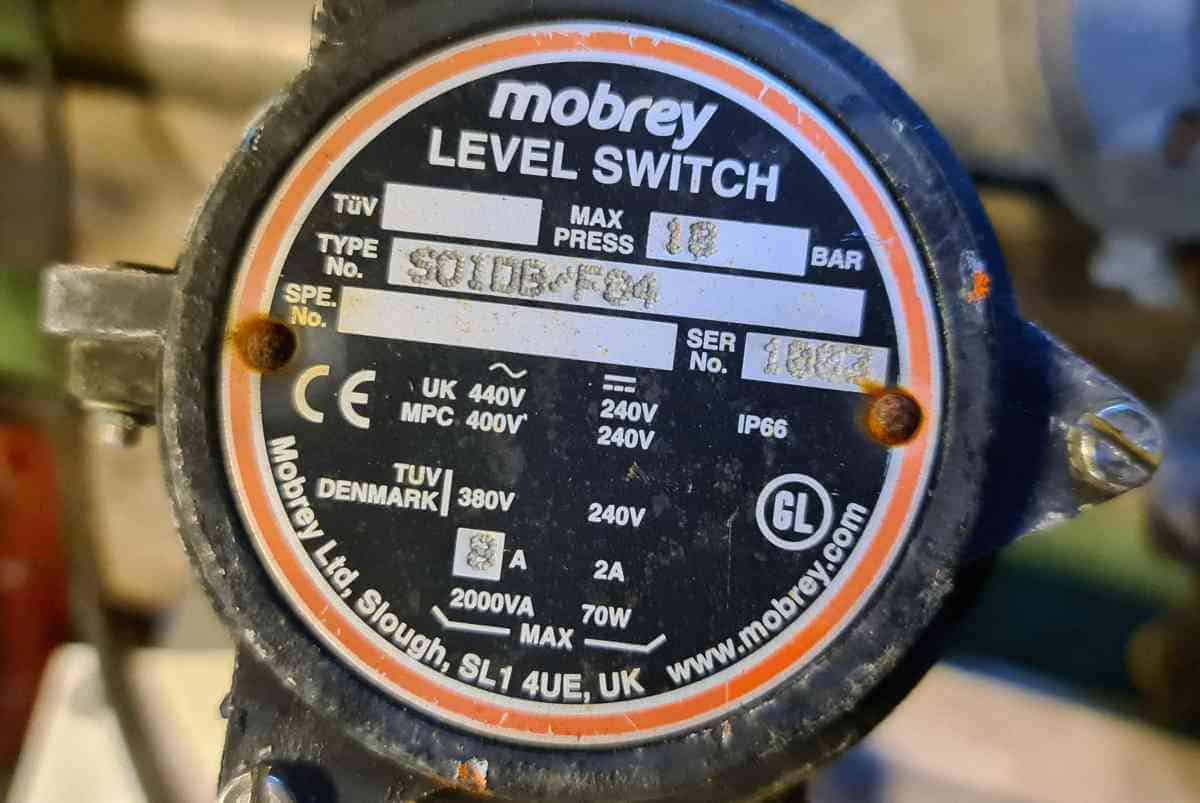 mobrey
LEVEL SWITCH
TüV
MAX PRESS 18 BAR
TYPE No. S01DB/F84
SPE. No.
SER No. 1003
CE UK 440V 240V IP66
MPC 400V 240V
TUV
DENMARK 380V 240V
GL
8 A 2A
2000VA 70W
MAX
Mobrey Ltd, Slough, SL1 4UE, UK www.mobrey.com